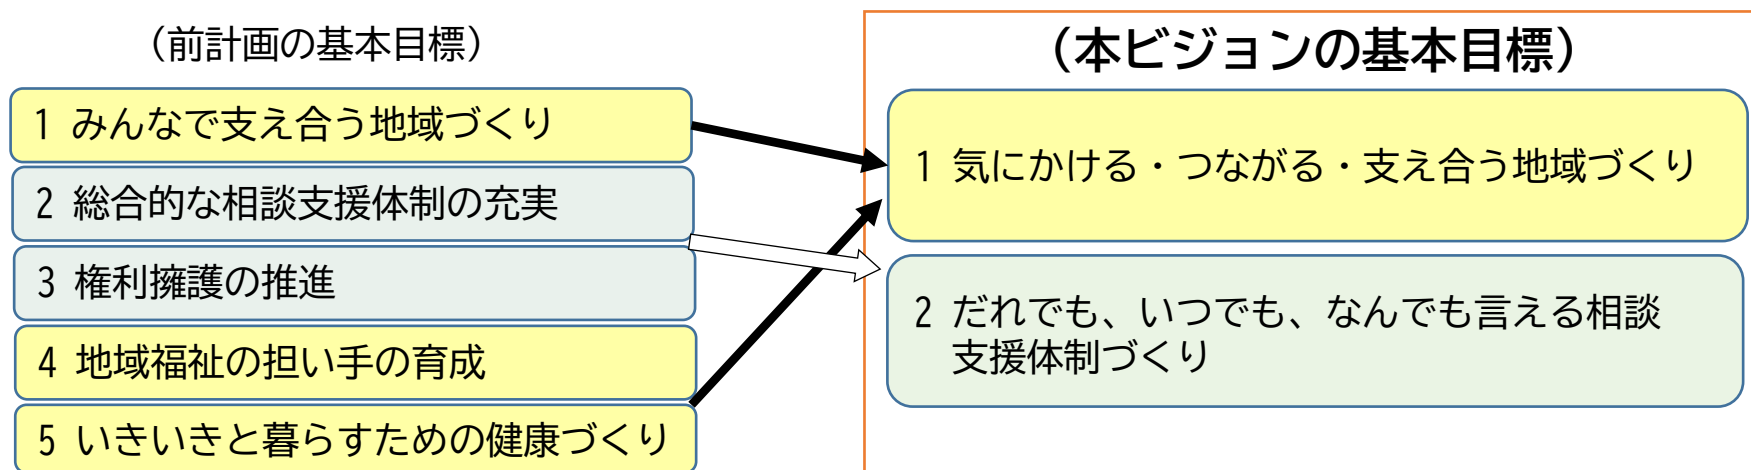 （前計画の基本目標）
1 みんなで支え合う地域づくり
2 総合的な相談支援体制の充実
3 権利擁護の推進
4 地域福祉の担い手の育成
5 いきいきと暮らすための健康づくり
（本ビジョンの基本目標）
1 気にかける・つながる・支え合う地域づくり
2 だれでも、いつでも、なんでも言える相談
支援体制づくり